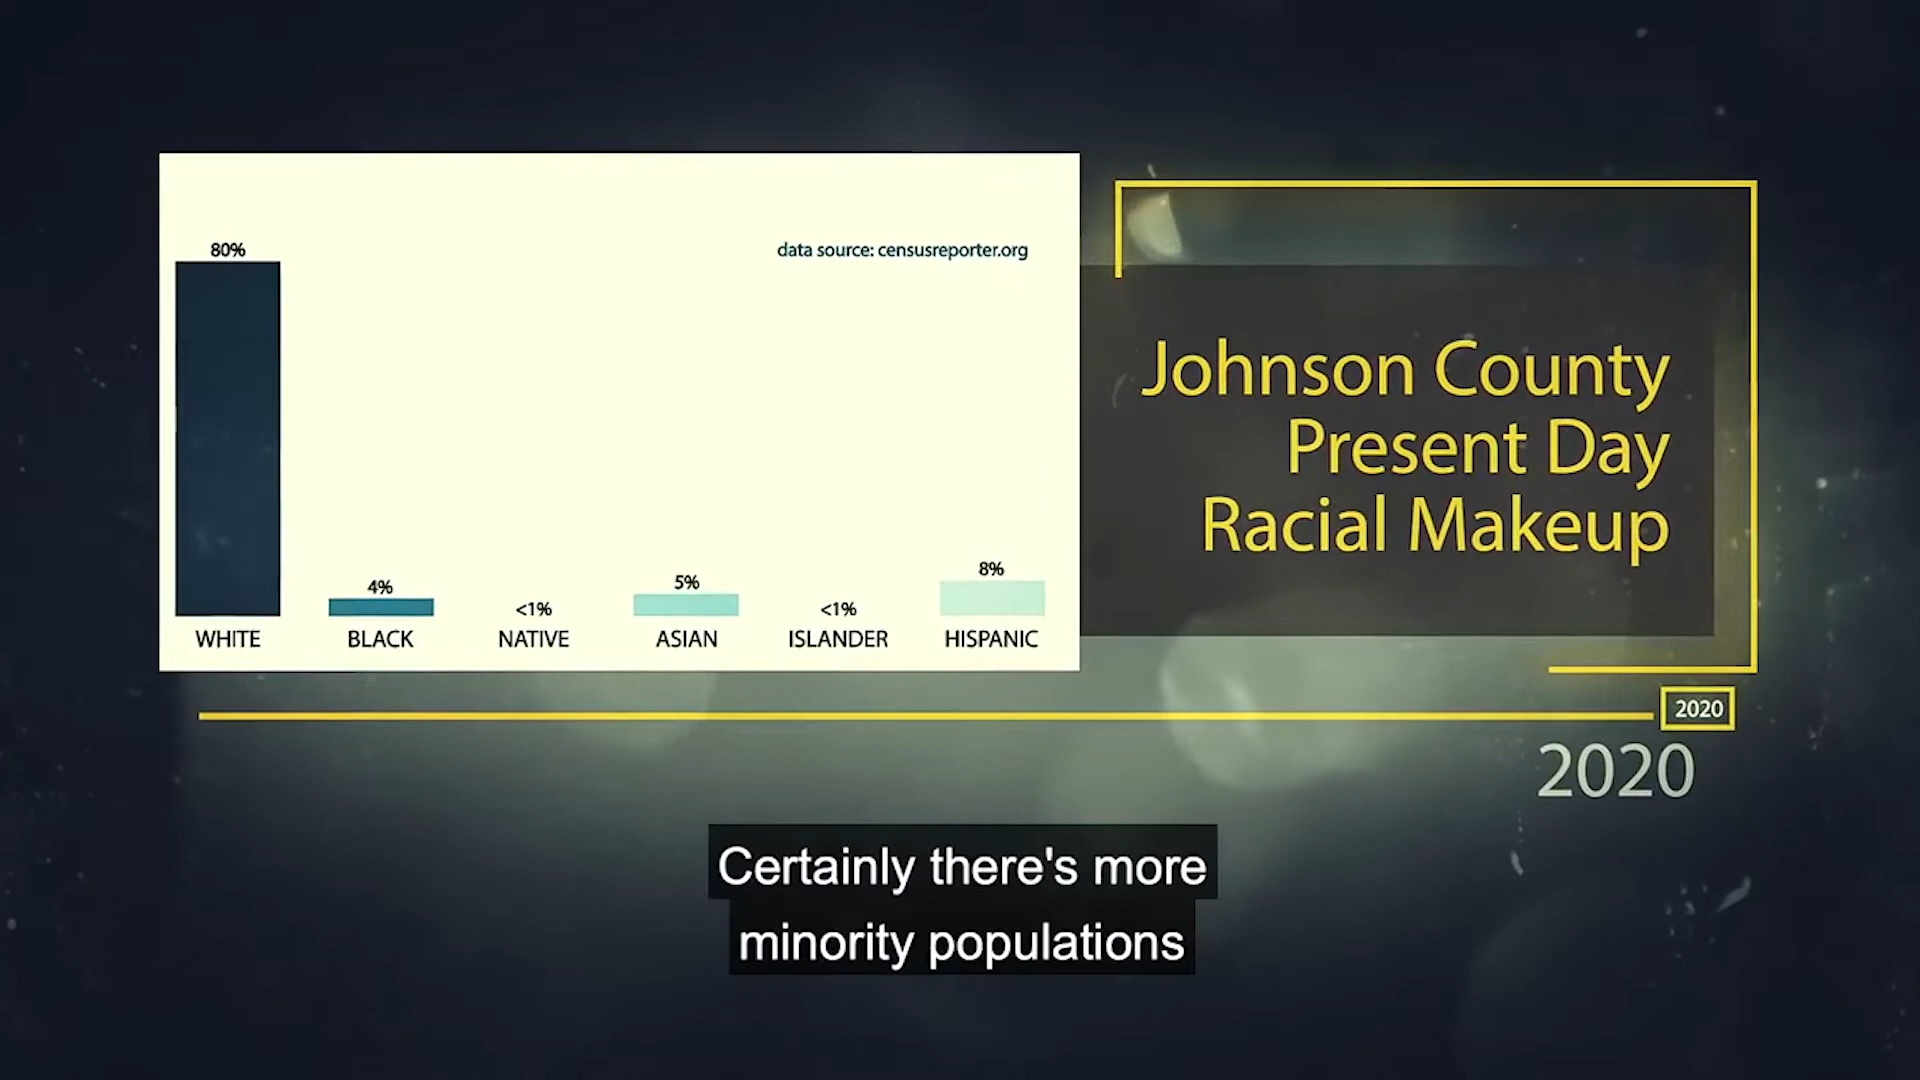 80%
data source: censusreporter.org
4%
<1%
5%
<1%
8%
WHITE
BLACK
NATIVE
ASIAN
ISLANDER
HISPANIC
Johnson County
Present Day
Racial Makeup
2020
2020
Certainly there's more
minority populations